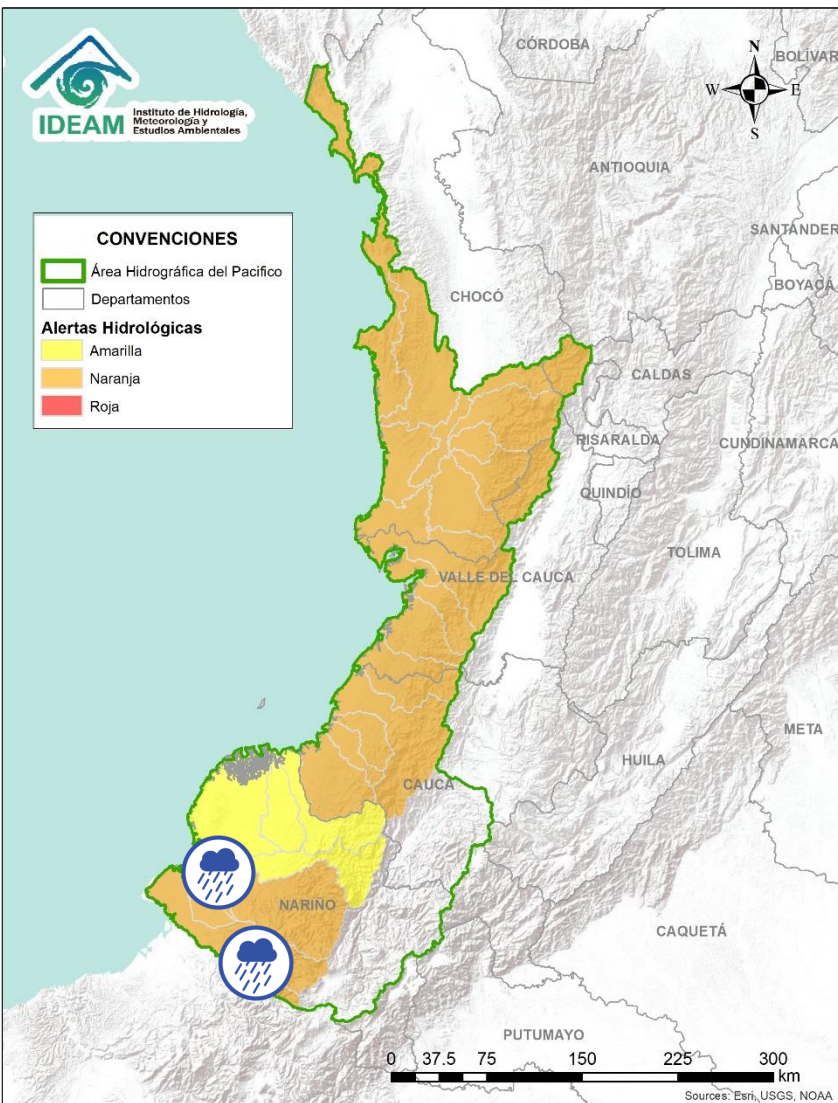 IDEAM
Instituto de Hidrología,
Meteorología y
Estudios Ambientales
CÓRDOBA
BOLÍVAR
N
W
E
S
ANTIOQUIA
SANTANDER
BOYACÁ
CONVENCIONES
Área Hidrográfica del Pacifico
Departamentos
Alertas Hidrológicas
Amarilla
Naranja
Roja
CHOCÓ
CALDAS
RISARALDA
CUNDINAMARCA
QUINDÍO
TOLIMA
VALLE DEL CAUCA
META
HUILA
CAUCA
NARIÑO
CAQUETÁ
PUTUMAYO
0 37.5 75 150 225 300
km
Sources: Esri, USGS, NOAA